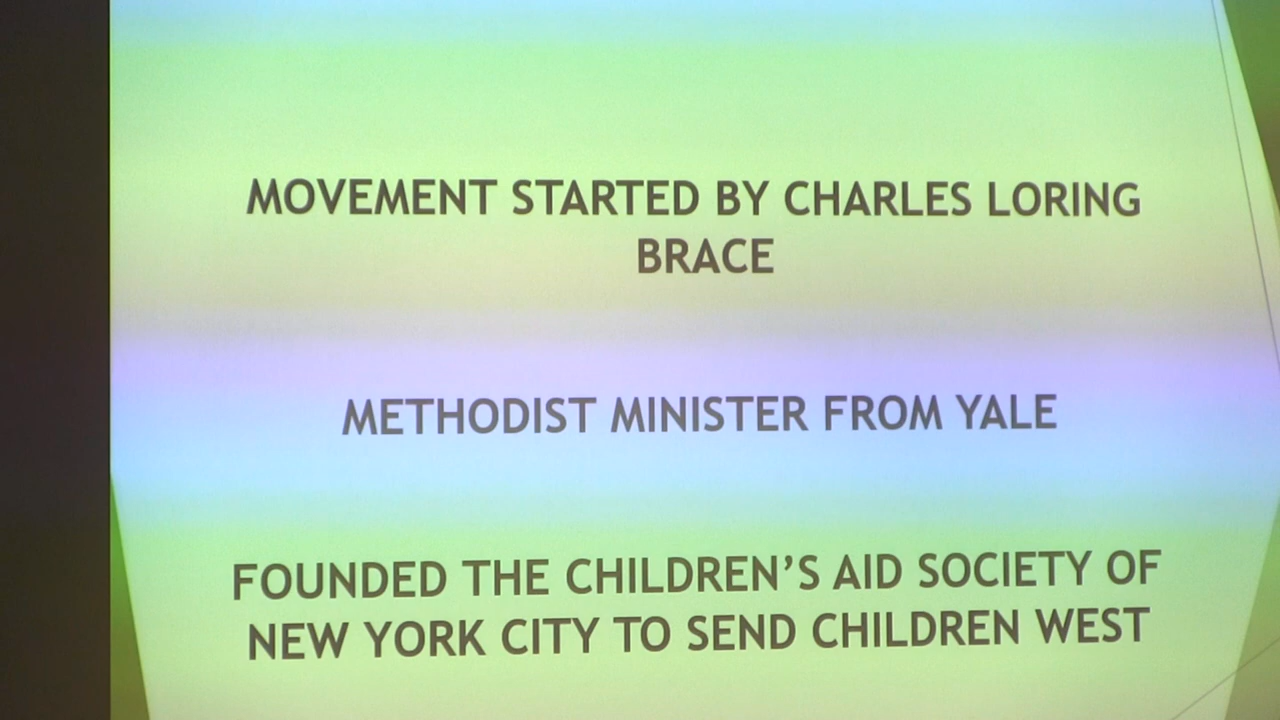 MOVEMENT STARTED BY CHARLES LORING
BRACE
METHODIST MINISTER FROM YALE
FOUNDED THE CHILDREN'S AID SOCIETY OF
NEW YORK CITY TO SEND CHILDREN WEST